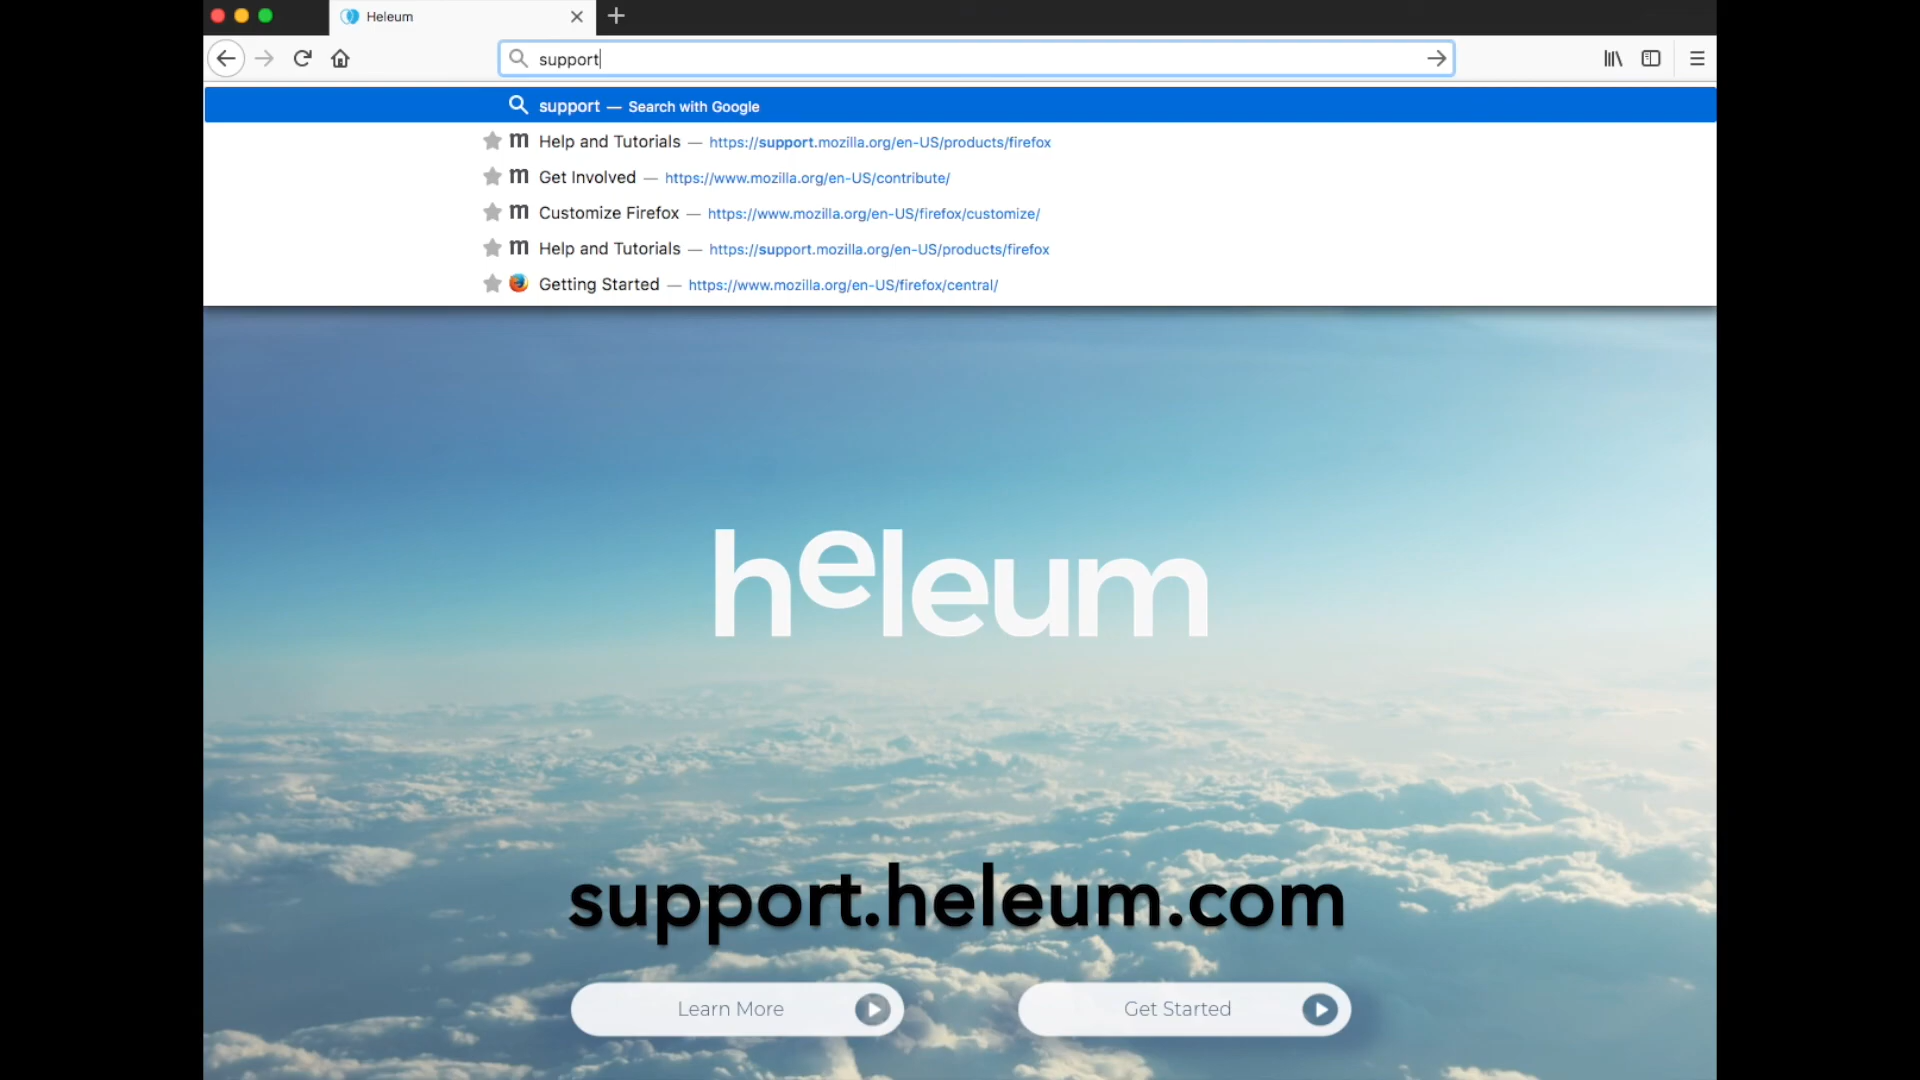 Heleum
support
support — Search with Google
Help and Tutorials — https://support.mozilla.org/en-US/products/firefox
Get Involved — https://www.mozilla.org/en-US/contribute/
Customize Firefox — https://www.mozilla.org/en-US/firefox/customize/
Help and Tutorials — https://support.mozilla.org/en-US/products/firefox
Getting Started — https://www.mozilla.org/en-US/firefox/central/
heleum
support.heleum.com
Learn More
Get Started